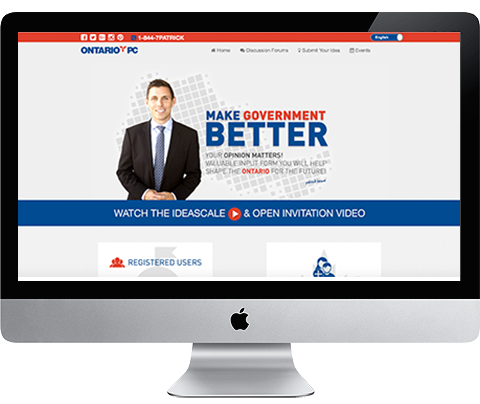 1-844-7PATRICK
English
ONTARIO PC
Home
Discussion Forums
Submit Your Idea
Events
MAKE GOVERNMENT
BETTER
YOUR OPINION MATTERS!
VALUABLE INPUT FORM YOU WILL HELP
SHAPE THE ONTARIO FOR THE FUTURE!
WATCH THE IDEASCALE & OPEN INVITATION VIDEO
REGISTERED USERS